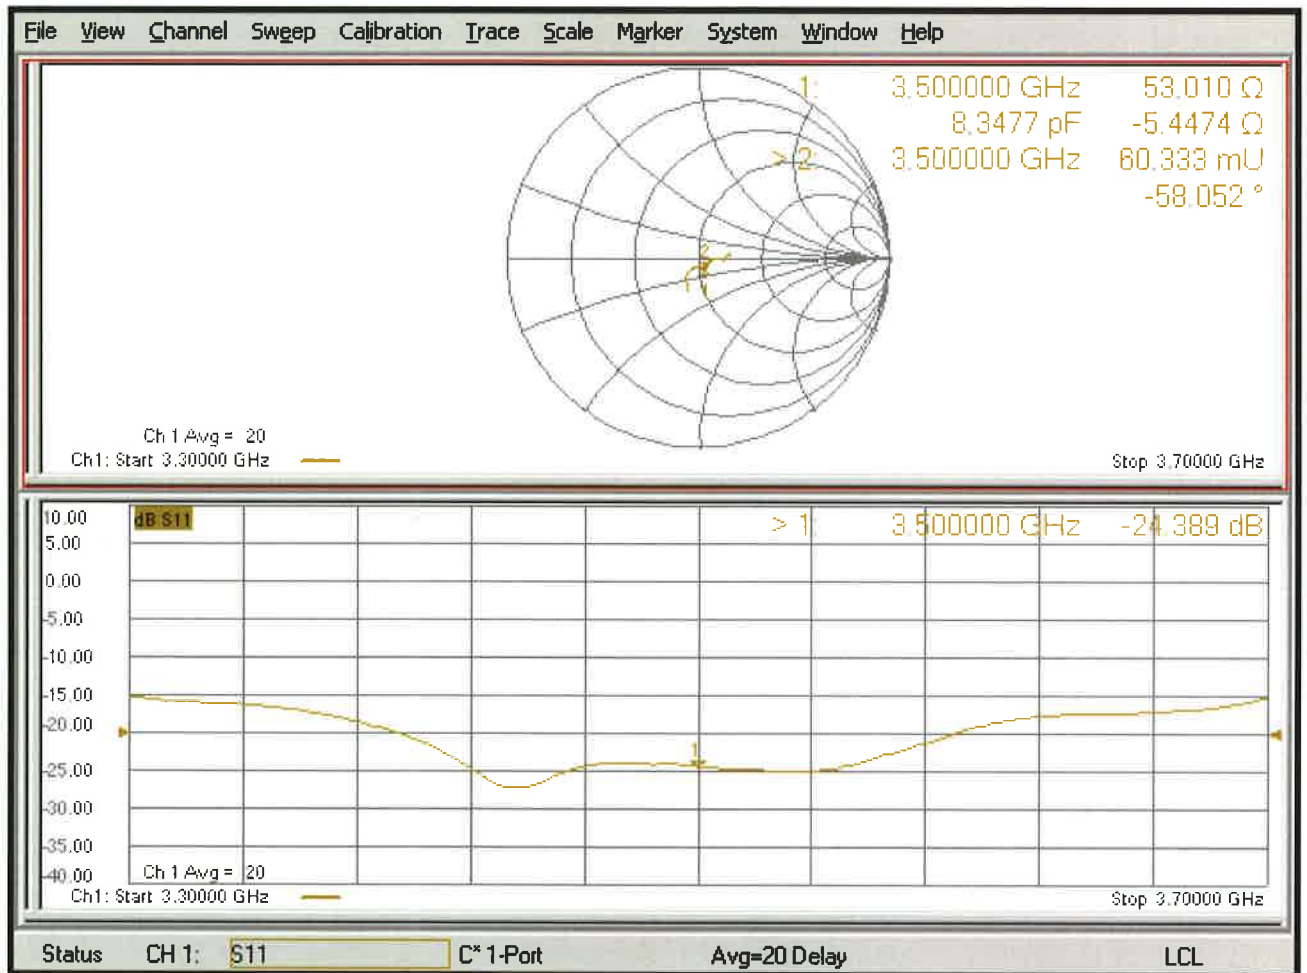 File View Channel Sweep Calibration Trace Scale Marker System Window Help
1: 3.500000 GHz 53.010 Ω
8.3477 pF -5.4474 Ω
> 2: 3.500000 GHz 60.333 mU
-58.052 °
2
1
Ch 1 Avg = 20
Ch1: Start 3.30000 GHz
Stop 3.70000 GHz
10.00
dB S11
> 1: 3.500000 GHz -24.389 dB
5.00
0.00
-5.00
-10.00
-15.00
-20.00
1
-25.00
-30.00
-35.00
-40.00
Ch 1 Avg = 20
Ch1: Start 3.30000 GHz
Stop 3.70000 GHz
Status CH 1: S11 C* 1-Port Avg=20 Delay LCL